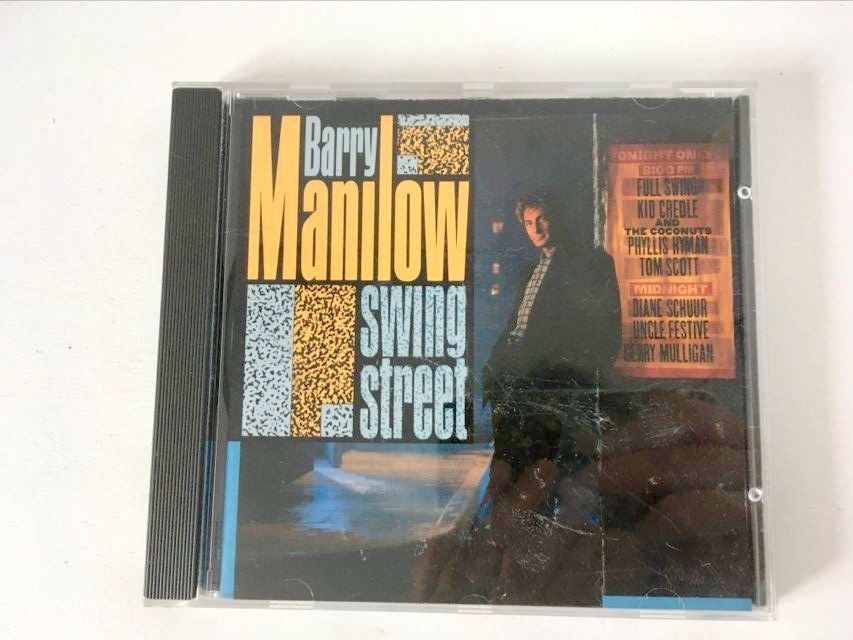 Barry
Manilow
swing
street
TONIGHT ONLY
8:00 PM
FULL SWING
KID CREOLE
AND
THE COCONUTS
PHYLLIS HYMAN
TOM SCOTT
MIDNIGHT
DIANE SCHUUR
UNCLE FESTIVE
GERRY MULLIGAN